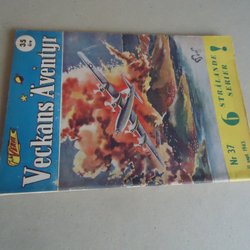 35 öre
Veckans Äventyr
6
STRÅLANDE
SERIER!
Nr 37